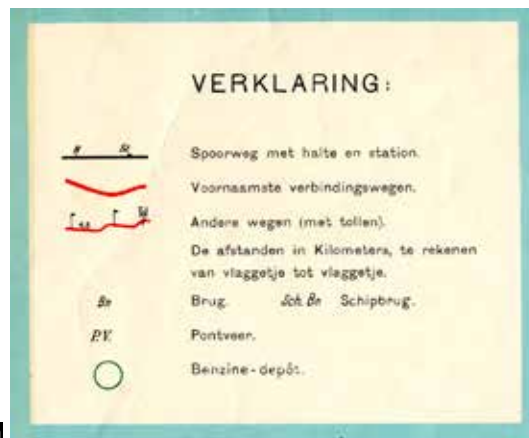 VERKLARING:
H St.
Spoorweg met halte en station.
Voornaamste verbindingswegen.
4.8
Andere wegen (met tollen).
De afstanden in Kilometers, te rekenen
van vlaggetje tot vlaggetje.
Br Brug. Sch. Br Schipbrug.
P.V. Pontveer.
Benzine-depôt.